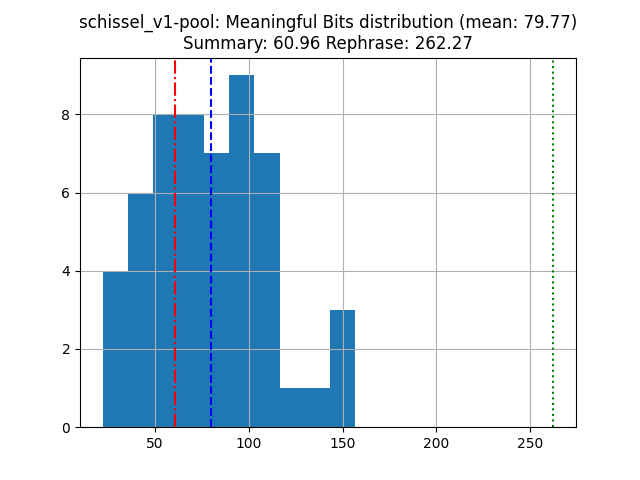 schissel_v1-pool: Meaningful Bits distribution (mean: 79.77)
Summary: 60.96 Rephrase: 262.27
8
6
4
2
0
50 100 150 200 250